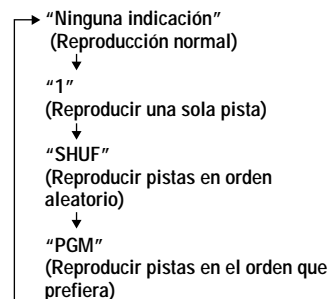 “Ninguna indicación”
(Reproducción normal)
“1”
(Reproducir una sola pista)
“SHUF”
(Reproducir pistas en orden
aleatorio)
“PGM”
(Reproducir pistas en el orden que
prefiera)